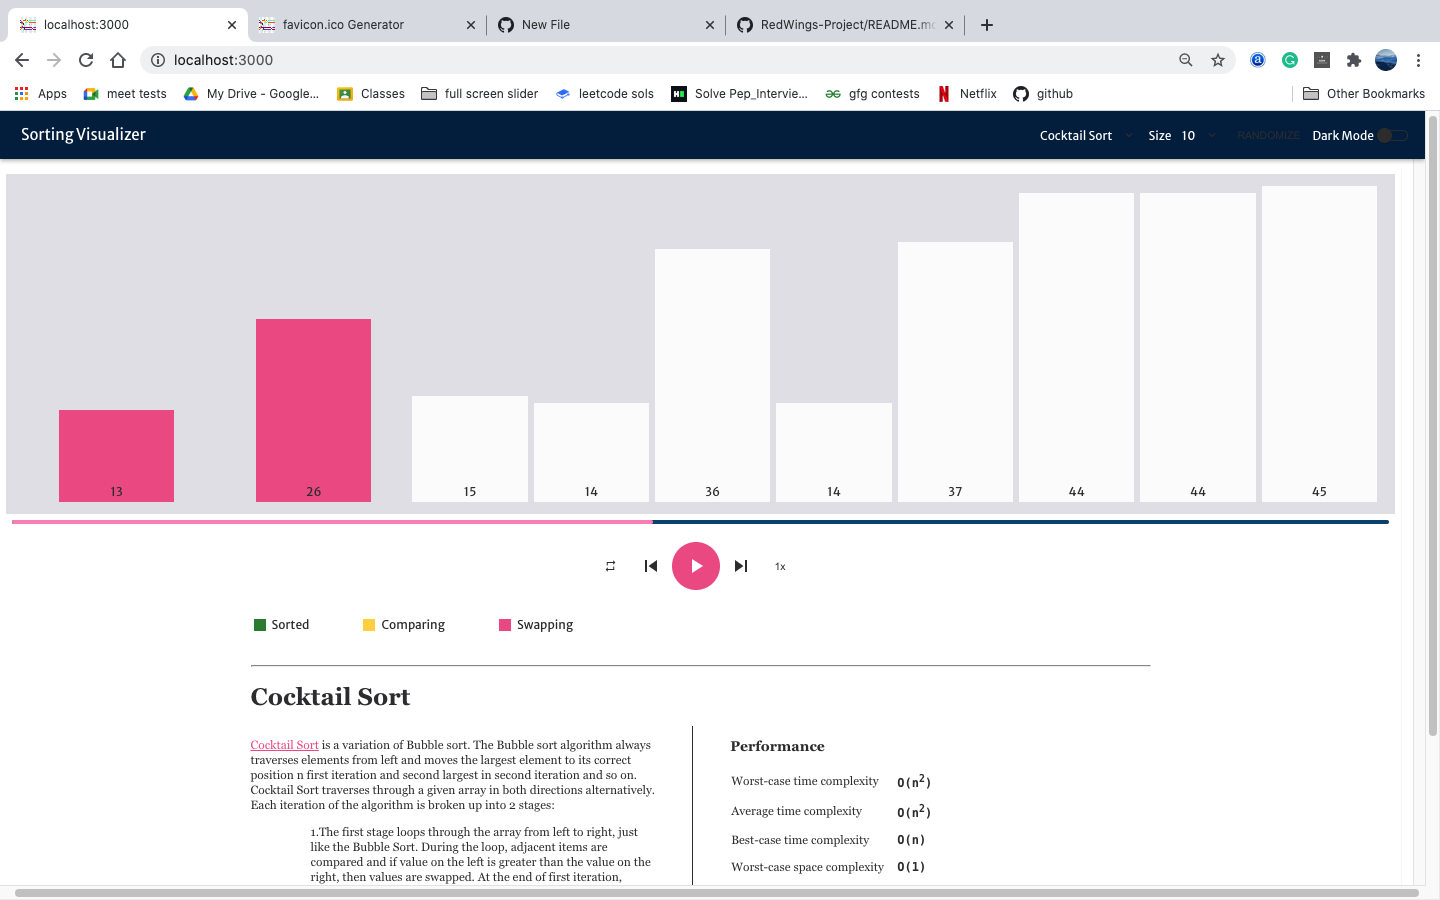 localhost:3000
favicon.ico Generator
New File
RedWings-Project/README.md
localhost:3000
Apps
meet tests
My Drive - Google...
Classes
full screen slider
leetcode sols
Solve Pep_Intervie...
gfg contests
Netflix
github
Other Bookmarks
Sorting Visualizer
Cocktail Sort
Size 10
RANDOMIZE
Dark Mode
13
26
15
14
36
14
37
44
44
45
1x
Sorted
Comparing
Swapping
Cocktail Sort
Cocktail Sort is a variation of Bubble sort. The Bubble sort algorithm always
traverses elements from left and moves the largest element to its correct
position n first iteration and second largest in second iteration and so on.
Cocktail Sort traverses through a given array in both directions alternatively.
Each iteration of the algorithm is broken up into 2 stages:
1.The first stage loops through the array from left to right, just
like the Bubble Sort. During the loop, adjacent items are
compared and if value on the left is greater than the value on the
right, then values are swapped. At the end of first iteration,
Performance
Worst-case time complexity O(n²)
Average time complexity O(n²)
Best-case time complexity O(n)
Worst-case space complexity O(1)